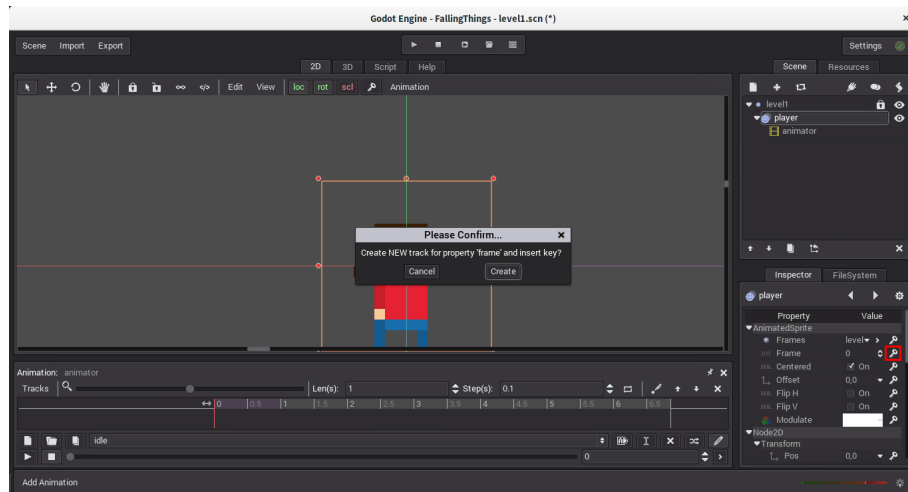 Godot Engine - FallingThings - level1.scn (*)
Scene Import Export
Settings
2D 3D Script Help
Scene Resources
Edit View loc rot scl Animation
level1
player
animator
Please Confirm...
Create NEW track for property 'frame' and insert key?
Cancel Create
Inspector FileSystem
player
Property Value
AnimatedSprite
Frames level
Frame 0
Centered On
Offset 0,0
Flip H On
Flip V On
Modulate
Node2D
Transform
Pos 0,0
Animation: animator
Tracks Len(s): 1 Step(s): 0.1
0 0.5 1 1.5 2 2.5 3 3.5 4 4.5 5 5.5 6 6.5
idle
0
Add Animation